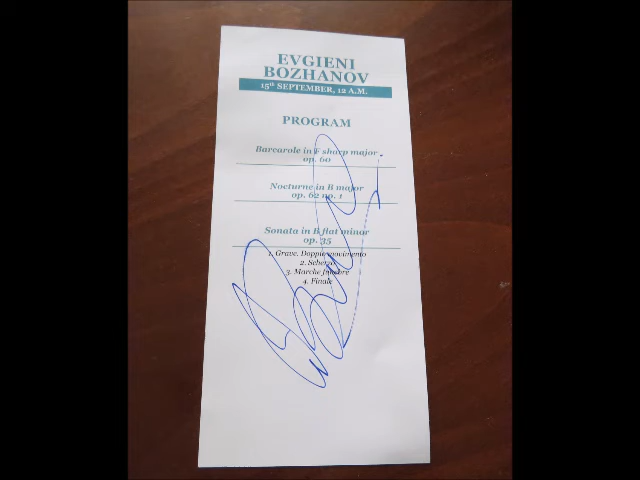 EVGIENI
BOZHANOV
15th SEPTEMBER, 12 A.M.
PROGRAM
Barcarole in F sharp major
op. 60
Nocturne in B major
op. 62 no. 1
Sonata in B flat minor
op. 35
1. Grave. Doppio movimento
2. Scherzo
3. Marche funèbre
4. Finale